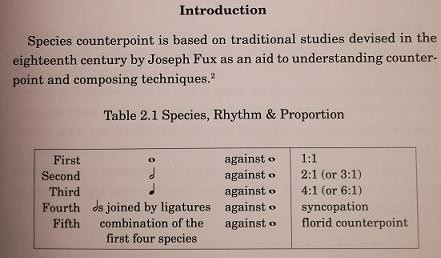 Introduction
Species counterpoint is based on traditional studies devised in the
eighteenth century by Joseph Fux as an aid to understanding counter-
point and composing techniques.²
Table 2.1 Species, Rhythm & Proportion
First 𝅝 against 𝅝 1:1
Second 𝅗𝅥 against 𝅝 2:1 (or 3:1)
Third 𝅘𝅥 against 𝅝 4:1 (or 6:1)
Fourth 𝅗𝅥s joined by ligatures against 𝅝 syncopation
Fifth combination of the against 𝅝 florid counterpoint
first four species